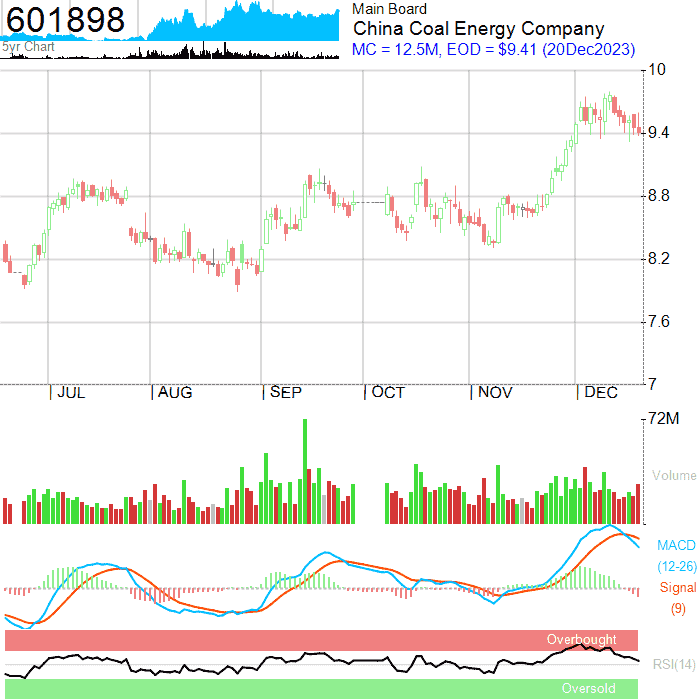 601898
5yr Chart
Main Board
China Coal Energy Company
MC = 12.5M, EOD = $9.41 (20Dec2023)
10
9.4
8.8
8.2
7.6
7
JUL
AUG
SEP
OCT
NOV
DEC
72M
Volume
MACD
(12-26)
Signal
(9)
Overbought
RSI(14)
Oversold